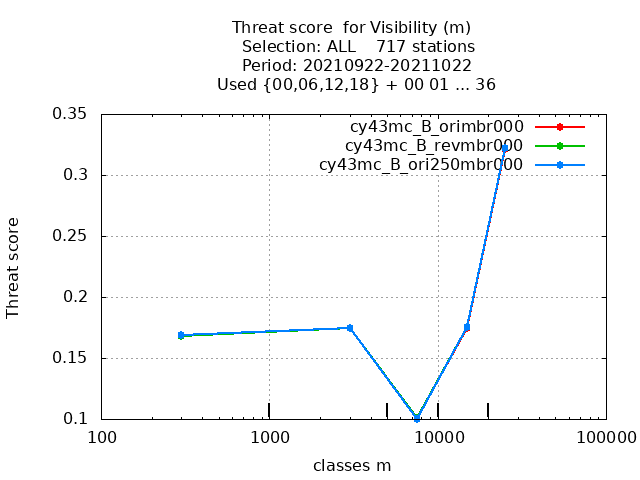 Threat score  for Visibility (m)
Selection: ALL    717 stations
Period: 20210922-20211022
Used {00,06,12,18} + 00 01 ... 36
cy43mc_B_orimbr000
cy43mc_B_revmbr000
cy43mc_B_ori250mbr000
0.35
0.3
0.25
0.2
0.15
0.1
Threat score
100
1000
10000
100000
classes m